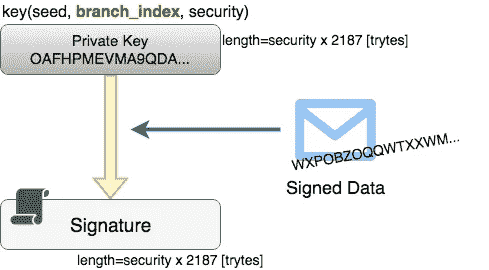 key(seed, branch_index, security)
Private Key
OAFHPMEVMA9QDA...
length=security x 2187 [trytes]
WXPOBZOQQWTXXWM...
Signed Data
Signature
length=security x 2187 [trytes]